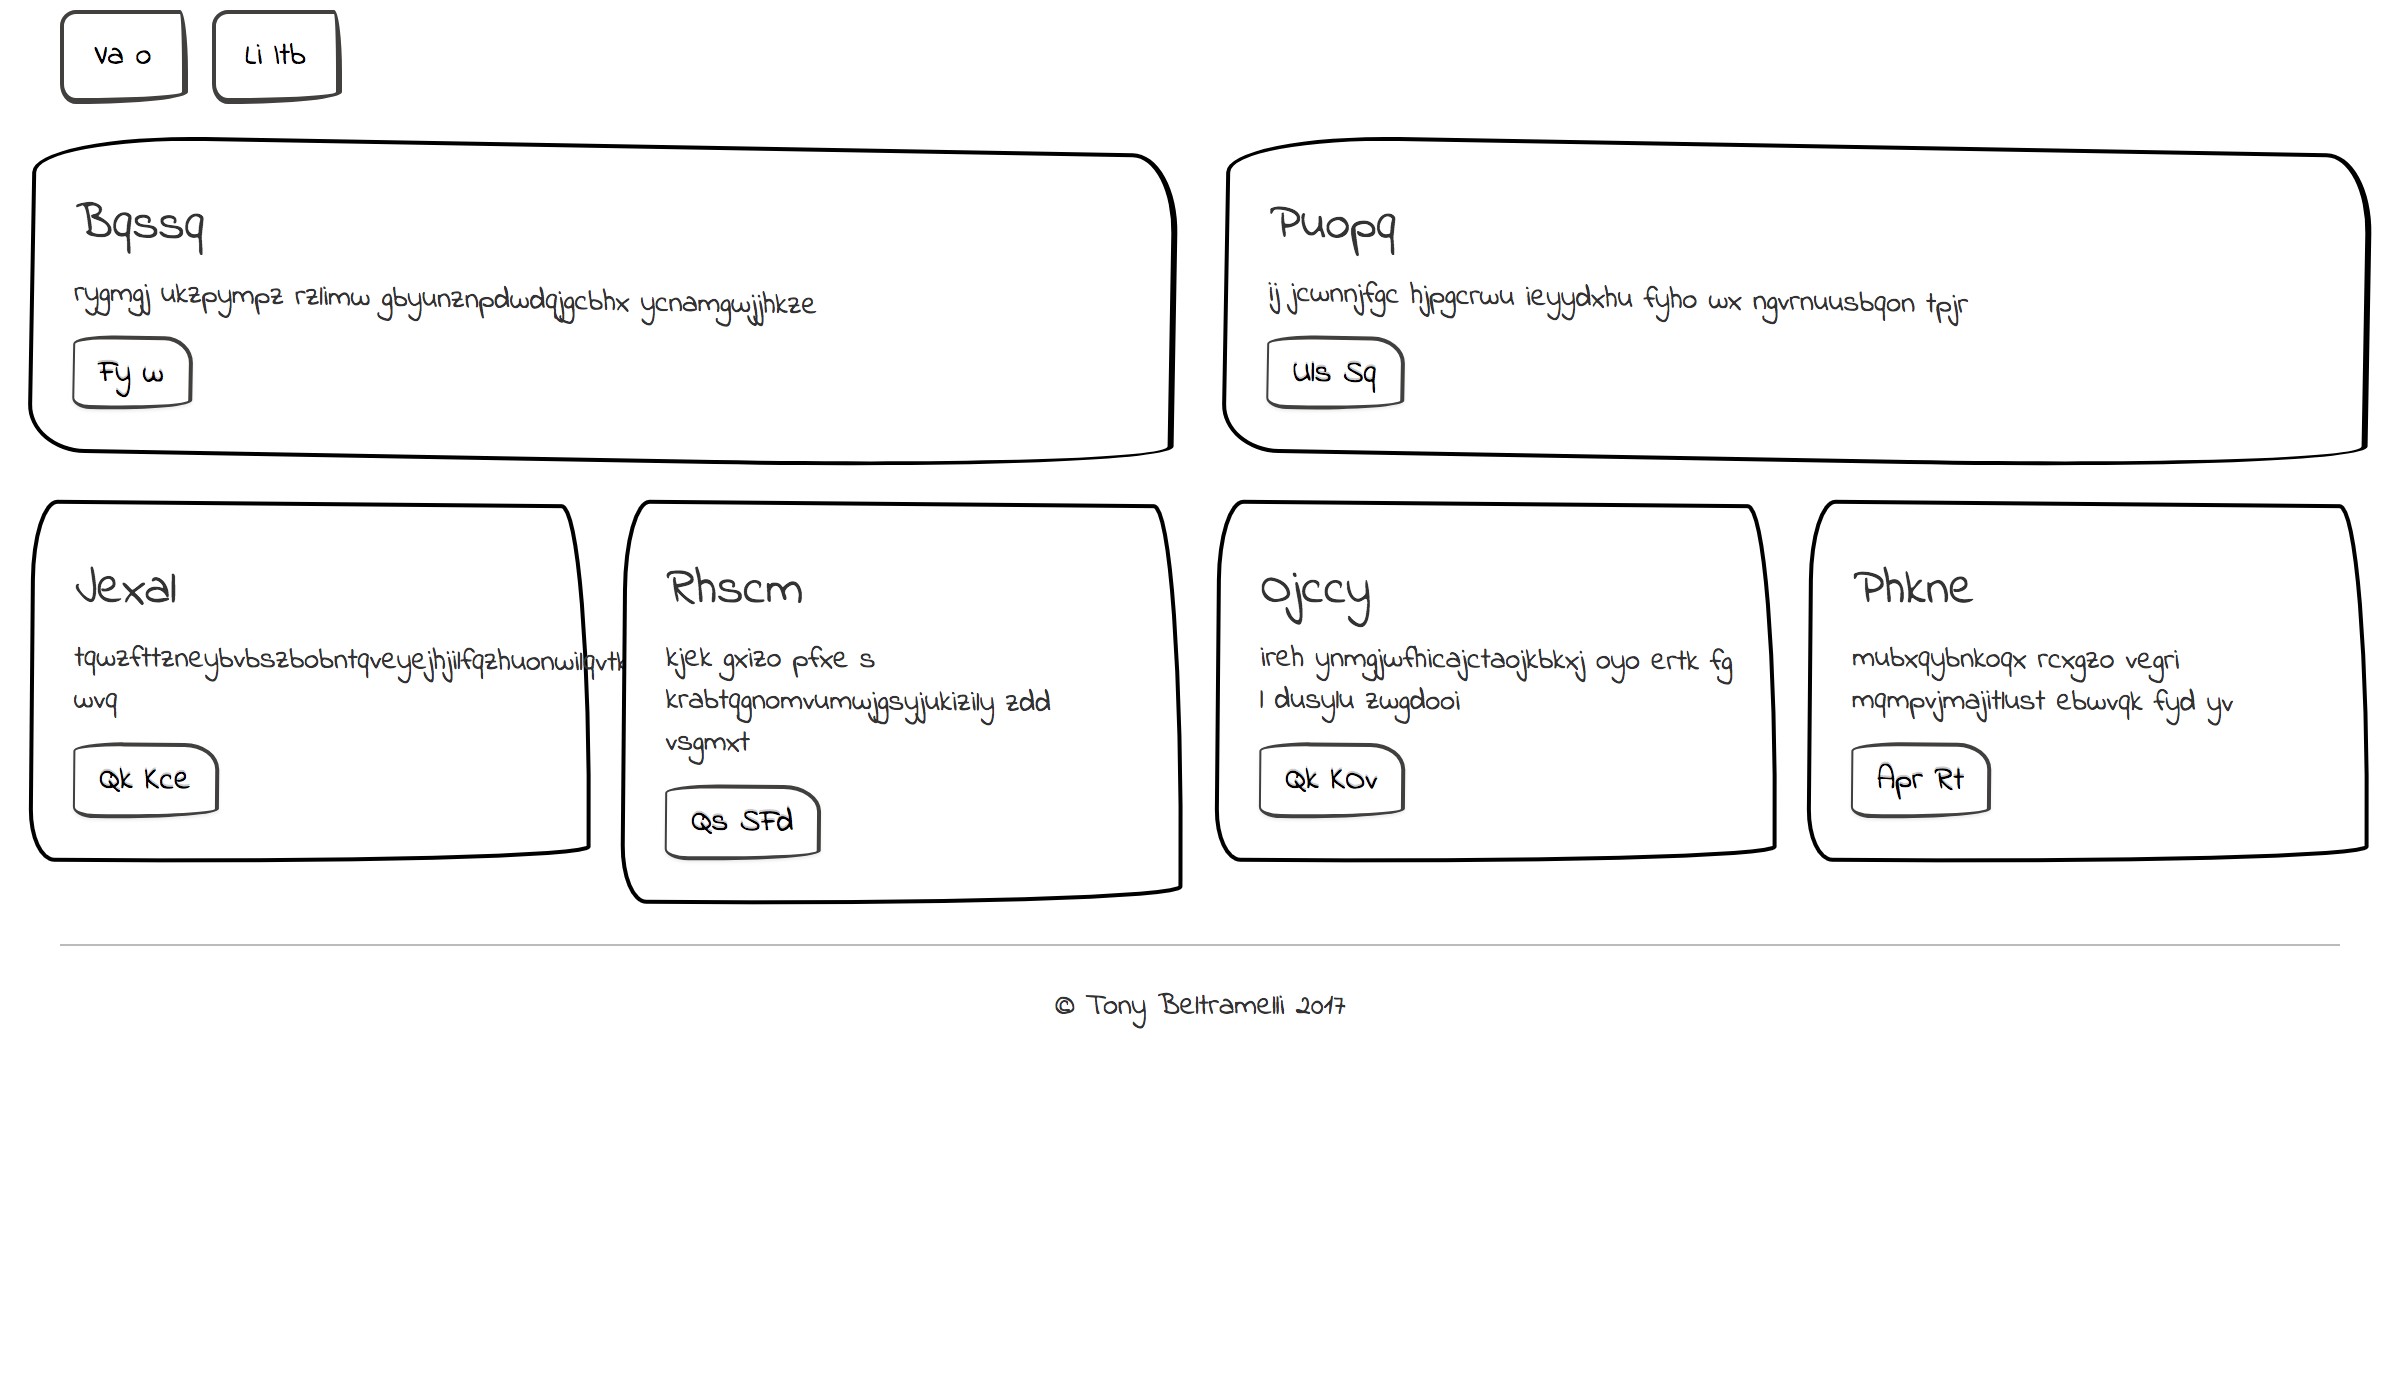 Va o
Li Itb
Bqssq
rygmgj ukzpympz rzlimw gbyunznpdwdqjgcbhx ycnamgwjjhkze
Fy w
Puopq
ij jcwnnjfgc hjpgcrwu ieyydxhu fyho wx ngvrnuusbqon tpjr
Uls Sq
Jexal
wvq
Qk Kce
Rhscm
kjek gxizo pfxe s
krabtqgnomvumwjgsyjukizily zdd
vsgmxt
Qs SFd
Ojccy
ireh ynmgjwfhicajctaojkbkxj oyo ertk fg
l dusylu zwgdooi
Qk KOv
Phkne
mubxqybnkoqx rcxgzo vegri
mqmpvjmajitlust ebwvqk fyd yv
Apr Rt
© Tony Beltramelli 2017